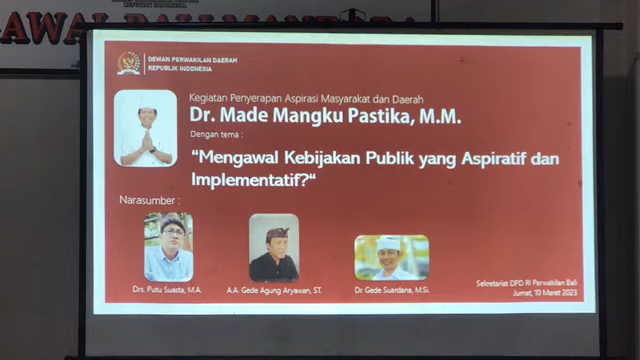 REPUBLIK INDONESIA
DEWAN PERWAKILAN DAERAH
REPUBLIK INDONESIA
Kegiatan Penyerapan Aspirasi Masyarakat dan Daerah
Dr. Made Mangku Pastika, M.M.
Dengan tema :
“Mengawal Kebijakan Publik yang Aspiratif dan
Implementatif?“
Narasumber :
Drs. Putu Suasta, M.A.
A.A. Gede Agung Aryawan, ST.
Dr. Gede Suardana, M.Si.
Sekretariat DPD RI Perwakilan Bali
Jumat, 10 Maret 2023